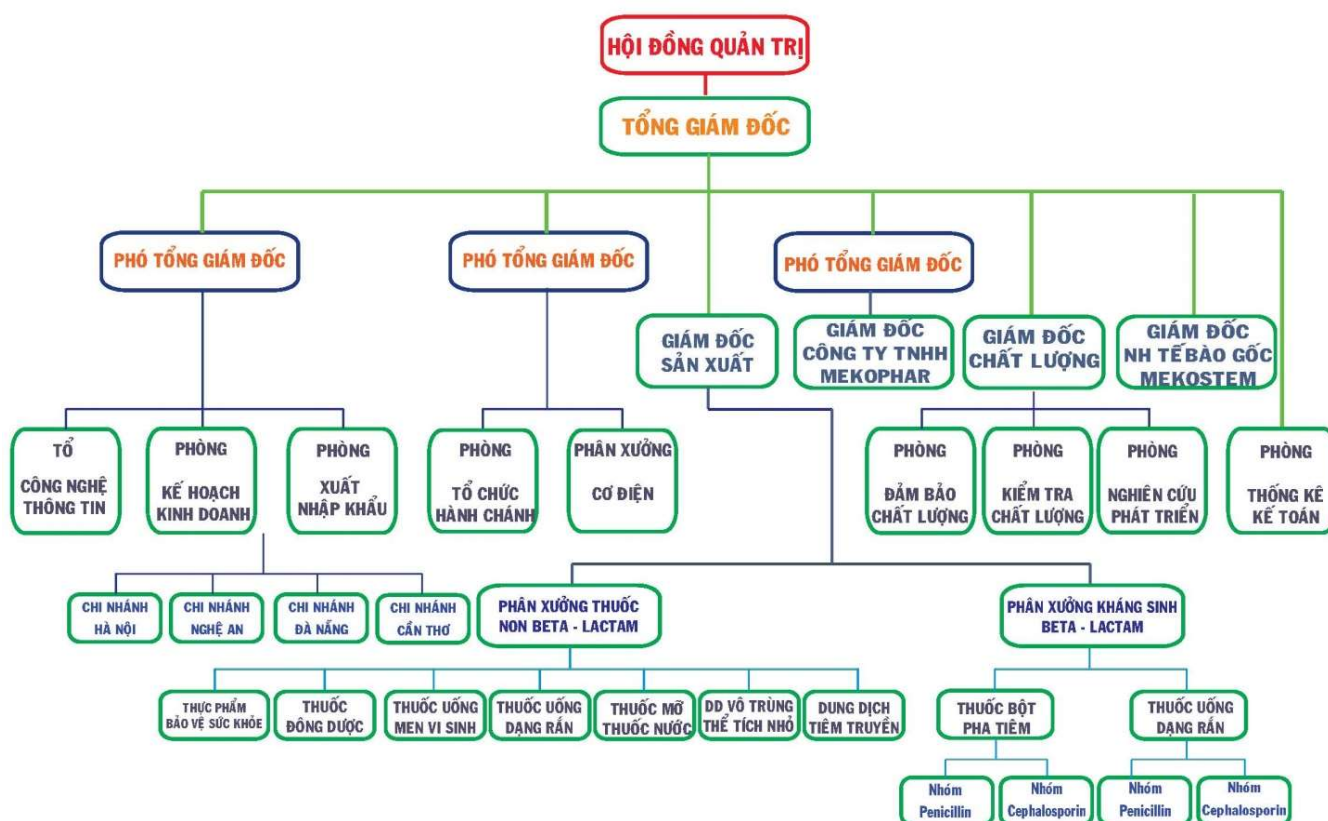 HỘI ĐỒNG QUẢN TRỊ
TỔNG GIÁM ĐỐC
PHÓ TỔNG GIÁM ĐỐC
PHÓ TỔNG GIÁM ĐỐC
PHÓ TỔNG GIÁM ĐỐC
GIÁM ĐỐC
SẢN XUẤT
GIÁM ĐỐC
CÔNG TY TNHH
MEKOPHAR
GIÁM ĐỐC
CHẤT LƯỢNG
GIÁM ĐỐC
NH TẾ BÀO GỐC
MEKOSTEM
TỔ
CÔNG NGHỆ
THÔNG TIN
PHÒNG
KẾ HOẠCH
KINH DOANH
PHÒNG
XUẤT
NHẬP KHẨU
PHÒNG
TỔ CHỨC
HÀNH CHÁNH
PHÂN XƯỞNG
CƠ ĐIỆN
PHÒNG
ĐẢM BẢO
CHẤT LƯỢNG
PHÒNG
KIỂM TRA
CHẤT LƯỢNG
PHÒNG
NGHIÊN CỨU
PHÁT TRIỂN
PHÒNG
THỐNG KÊ
KẾ TOÁN
CHI NHÁNH
HÀ NỘI
CHI NHÁNH
NGHỆ AN
CHI NHÁNH
ĐÀ NẴNG
CHI NHÁNH
CẦN THƠ
PHÂN XƯỞNG THUỐC
NON BETA - LACTAM
PHÂN XƯỞNG KHÁNG SINH
BETA - LACTAM
THỰC PHẨM
BẢO VỆ SỨC KHỎE
THUỐC
ĐÔNG DƯỢC
THUỐC UỐNG
MEN VI SINH
THUỐC UỐNG
DẠNG RẮN
THUỐC MỠ
THUỐC NƯỚC
DD VÔ TRÙNG
THỂ TÍCH NHỎ
DUNG DỊCH
TIÊM TRUYỀN
THUỐC BỘT
PHA TIÊM
THUỐC UỐNG
DẠNG RẮN
Nhóm
Penicillin
Nhóm
Cephalosporin
Nhóm
Penicillin
Nhóm
Cephalosporin